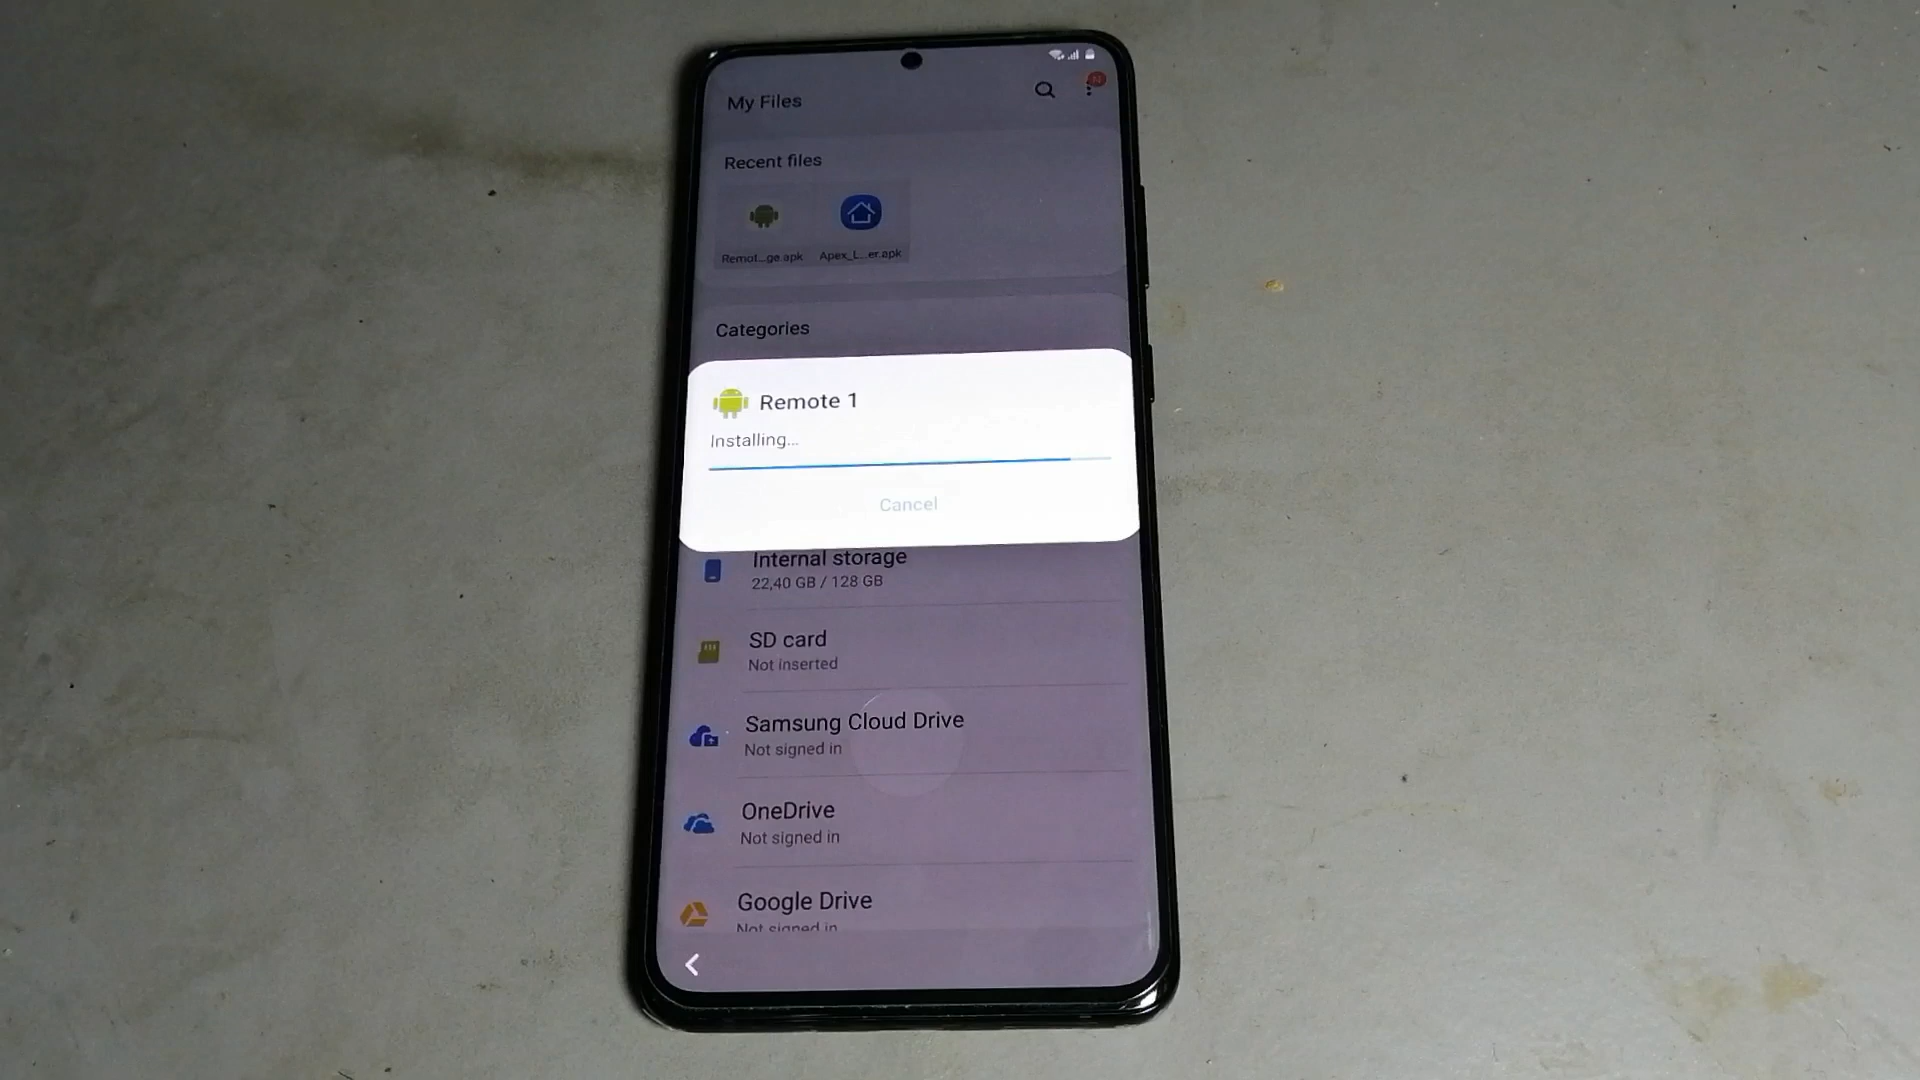 My Files
N
Recent files
Remot...ge.apk
Apex_L...er.apk
Categories
Remote 1
Installing...
Cancel
Internal storage
22,40 GB / 128 GB
SD card
Not inserted
Samsung Cloud Drive
Not signed in
OneDrive
Not signed in
Google Drive
Not signed in